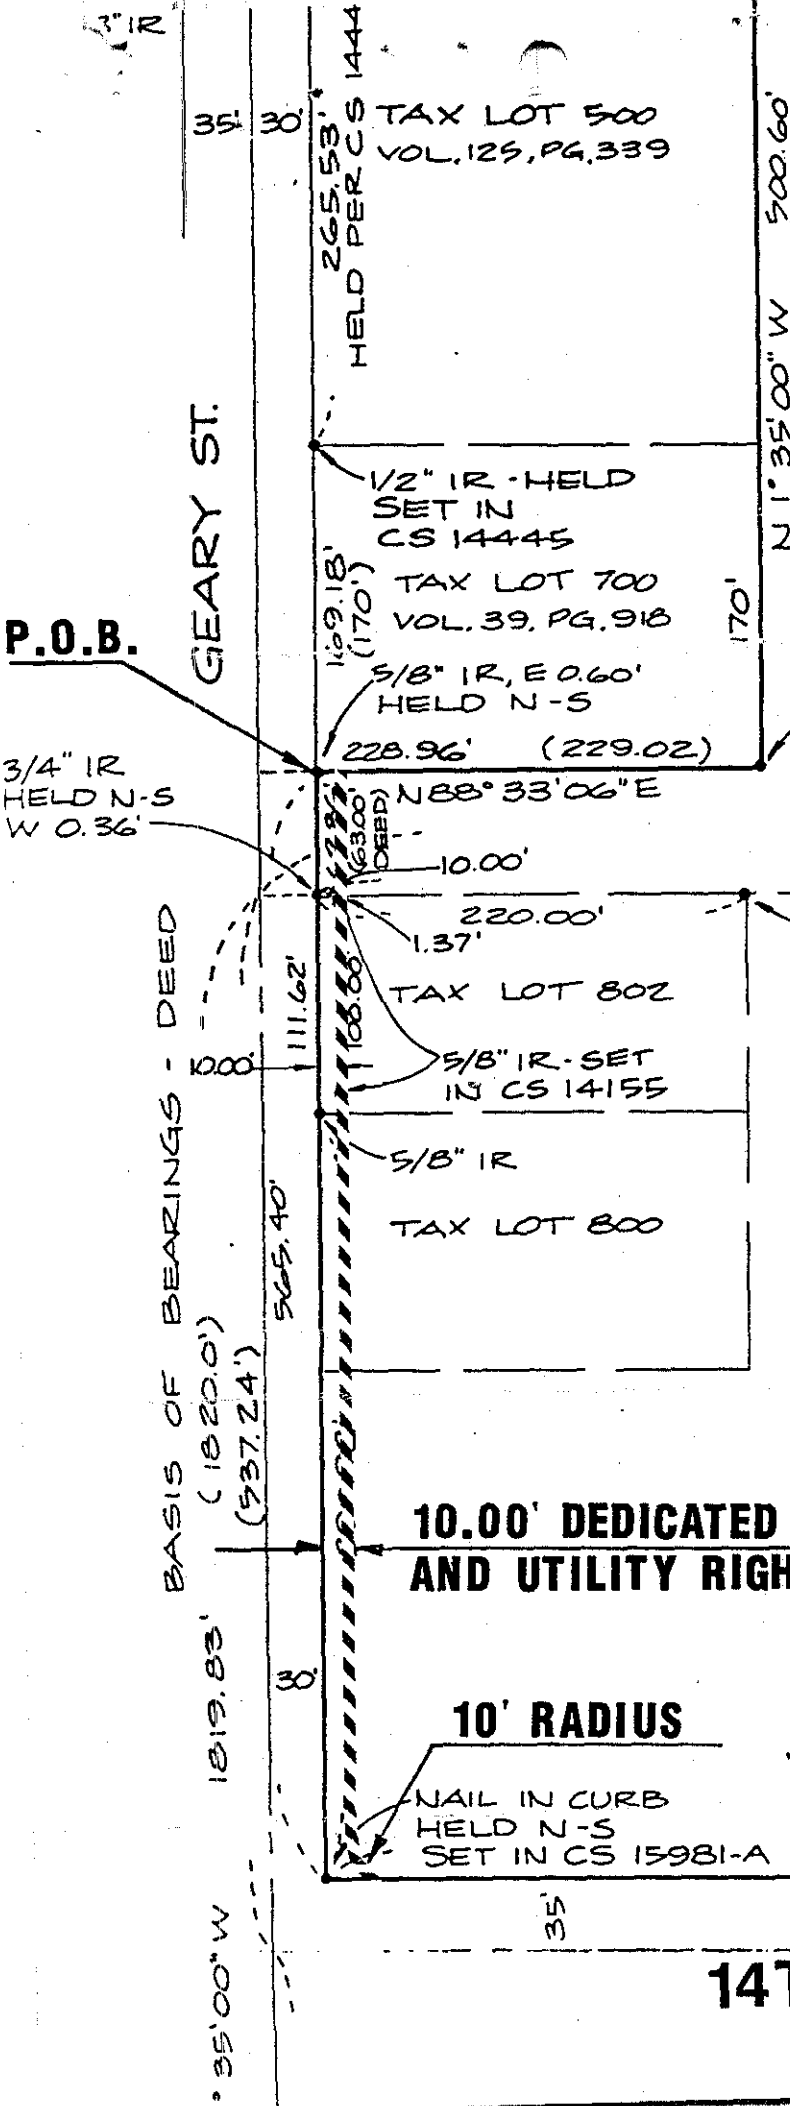 3" IR
35'
30'
265.53'
HELD PER CS 1444
TAX LOT 500
VOL. 125, PG. 339
500.60'
N 1° 35' 00" W
GEARY ST.
1/2" IR - HELD
SET IN
CS 14445
169.18'
(170')
TAX LOT 700
VOL. 39, PG. 918
170'
P.O.B.
5/8" IR, E 0.60'
HELD N-S
228.96'
(229.02)
N88° 33' 06" E
3/4" IR
HELD N-S
W 0.36'
(63.00'
DEED)
10.00'
220.00'
1.37'
111.62'
108.00'
TAX LOT 802
10.00'
5/8" IR - SET
IN CS 14155
5/8" IR
TAX LOT 800
565.40'
BASIS OF BEARINGS - DEED
(1820.0')
(537.24')
10.00' DEDICATED
AND UTILITY RIGH
1819.83'
30'
10' RADIUS
NAIL IN CURB
HELD N-S
SET IN CS 15981-A
35'
° 35' 00" W
14T